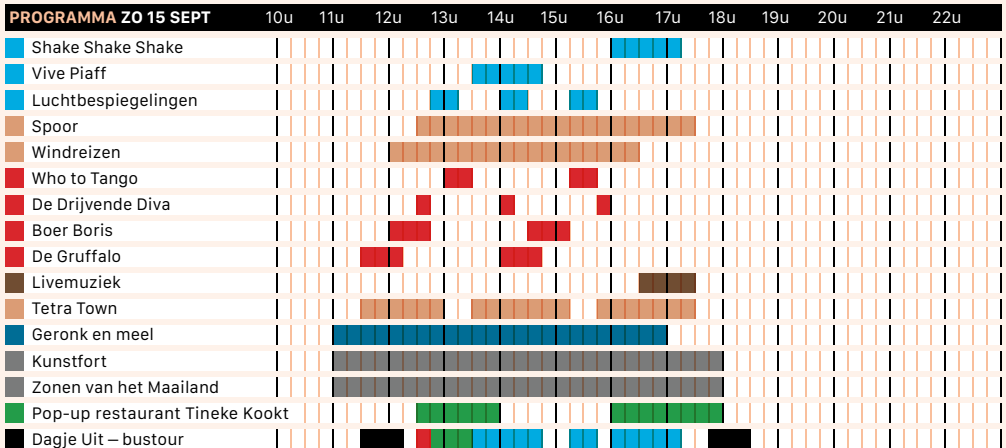 PROGRAMMA ZO 15 SEPT 10u 11u 12u 13u 14u 15u 16u 17u 18u 19u 20u 21u 22u
Shake Shake Shake
Vive Piaff
Luchtbespiegelingen
Spoor
Windreizen
Who to Tango
De Drijvende Diva
Boer Boris
De Gruffalo
Livemuziek
Tetra Town
Geronk en meel
Kunstfort
Zonen van het Maailand
Pop-up restaurant Tineke Kookt
Dagje Uit – bustour